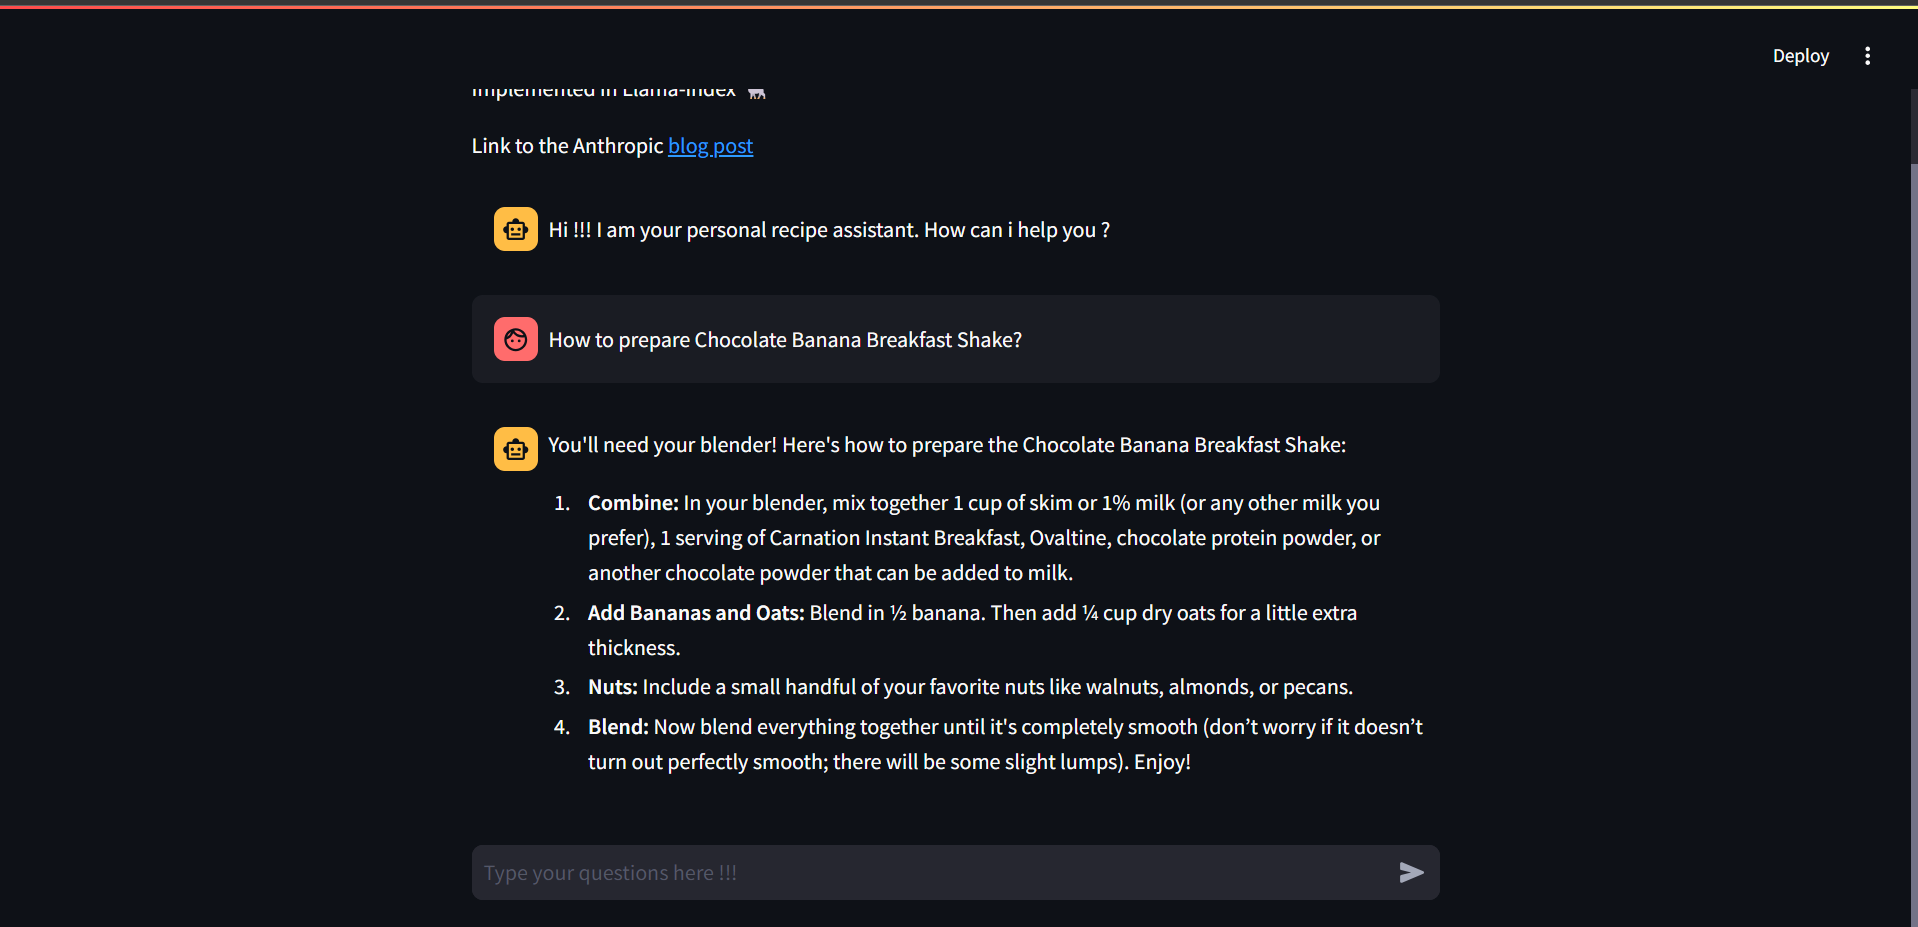 Deploy
Implemented in Llama-Index
Link to the Anthropic blog post
Hi !!! I am your personal recipe assistant. How can i help you ?
How to prepare Chocolate Banana Breakfast Shake?
You'll need your blender! Here's how to prepare the Chocolate Banana Breakfast Shake:
1. Combine: In your blender, mix together 1 cup of skim or 1% milk (or any other milk you
prefer), 1 serving of Carnation Instant Breakfast, Ovaltine, chocolate protein powder, or
another chocolate powder that can be added to milk.
2. Add Bananas and Oats: Blend in ½ banana. Then add ¼ cup dry oats for a little extra
thickness.
3. Nuts: Include a small handful of your favorite nuts like walnuts, almonds, or pecans.
4. Blend: Now blend everything together until it's completely smooth (don’t worry if it doesn’t
turn out perfectly smooth; there will be some slight lumps). Enjoy!
Type your questions here !!!